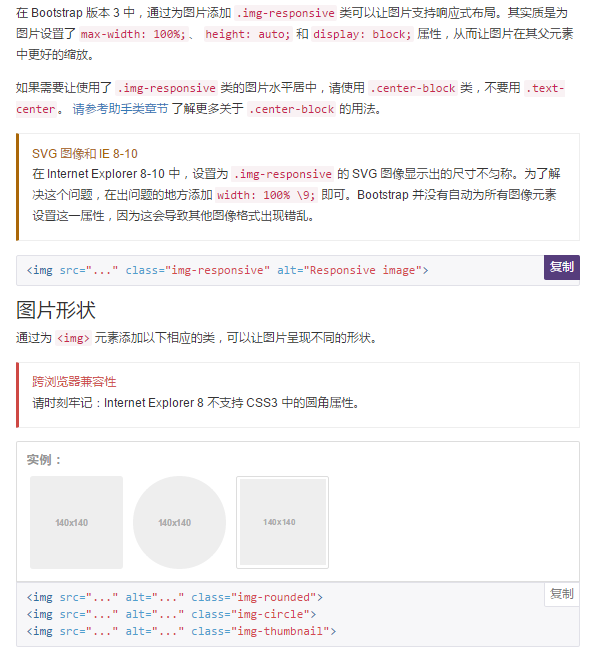 在 Bootstrap 版本 3 中，通过为图片添加 .img-responsive 类可以让图片支持响应式布局。其实质是为
图片设置了 max-width: 100%;、 height: auto; 和 display: block; 属性，从而让图片在其父元素
中更好的缩放。
如果需要让使用了 .img-responsive 类的图片水平居中，请使用 .center-block 类，不要用 .text-
center 。 请参考助手类章节 了解更多关于 .center-block 的用法。
SVG 图像和 IE 8-10
在 Internet Explorer 8-10 中，设置为 .img-responsive 的 SVG 图像显示出的尺寸不匀称。为了解
决这个问题，在出问题的地方添加 width: 100% \9; 即可。Bootstrap 并没有自动为所有图像元素
设置这一属性，因为这会导致其他图像格式出现错乱。
复制
<img src="..." class="img-responsive" alt="Responsive image">
图片形状
通过为 <img> 元素添加以下相应的类，可以让图片呈现不同的形状。
跨浏览器兼容性
请时刻牢记：Internet Explorer 8 不支持 CSS3 中的圆角属性。
实例：
140x140 140x140 140x140
复制
<img src="..." alt="..." class="img-rounded">
<img src="..." alt="..." class="img-circle">
<img src="..." alt="..." class="img-thumbnail">